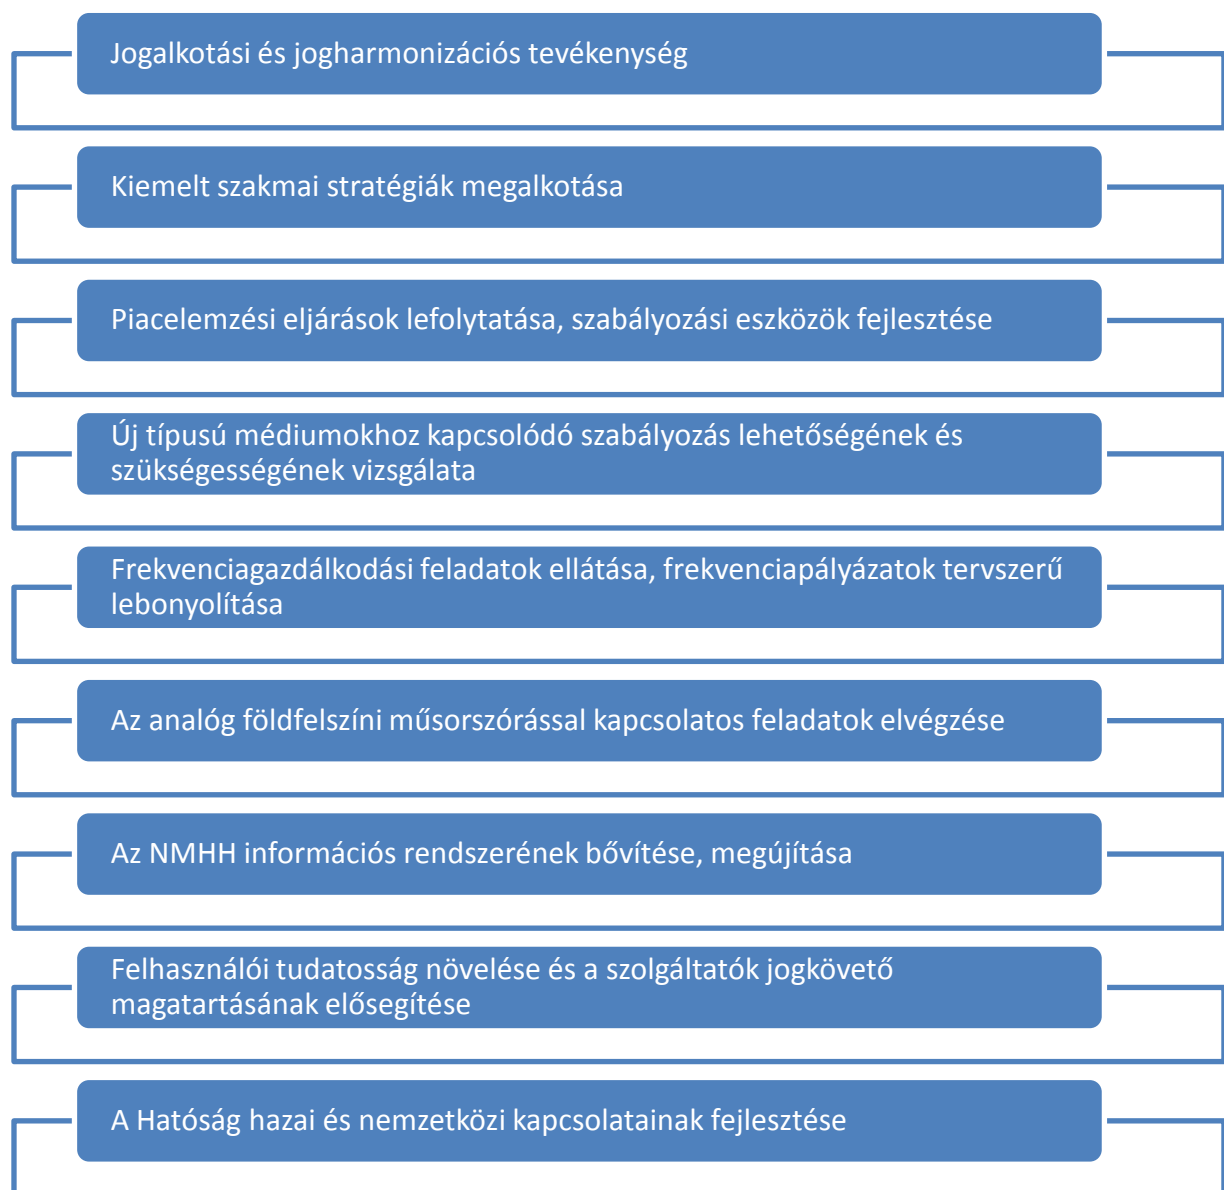 Jogalkotási és jogharmonizációs tevékenység
Kiemelt szakmai stratégiák megalkotása
Piacelemzési eljárások lefolytatása, szabályozási eszközök fejlesztése
Új típusú médiumokhoz kapcsolódó szabályozás lehetőségének és
szükségességének vizsgálata
Frekvenciagazdálkodási feladatok ellátása, frekvenciapályázatok tervszerű
lebonyolítása
Az analóg földfelszíni műsorszórással kapcsolatos feladatok elvégzése
Az NMHH információs rendszerének bővítése, megújítása
Felhasználói tudatosság növelése és a szolgáltatók jogkövető
magatartásának elősegítése
A Hatóság hazai és nemzetközi kapcsolatainak fejlesztése